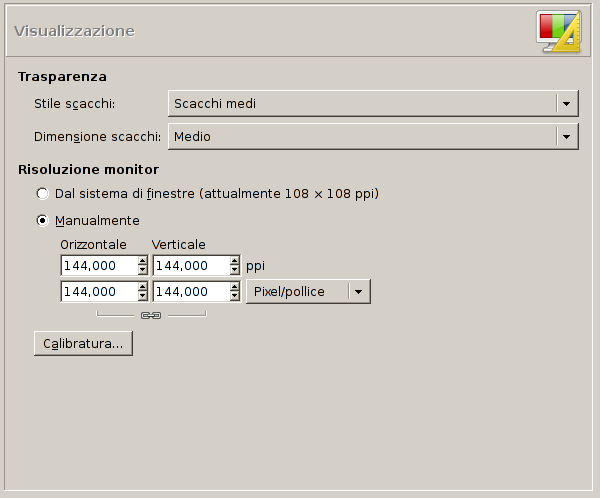 Visualizzazione
Trasparenza
Stile scacchi: Scacchi medi
Dimensione scacchi: Medio
Risoluzione monitor
Dal sistema di finestre (attualmente 108 × 108 ppi)
Manualmente
Orizzontale Verticale
144,000 144,000 ppi
144,000 144,000 Pixel/pollice
Calibratura...